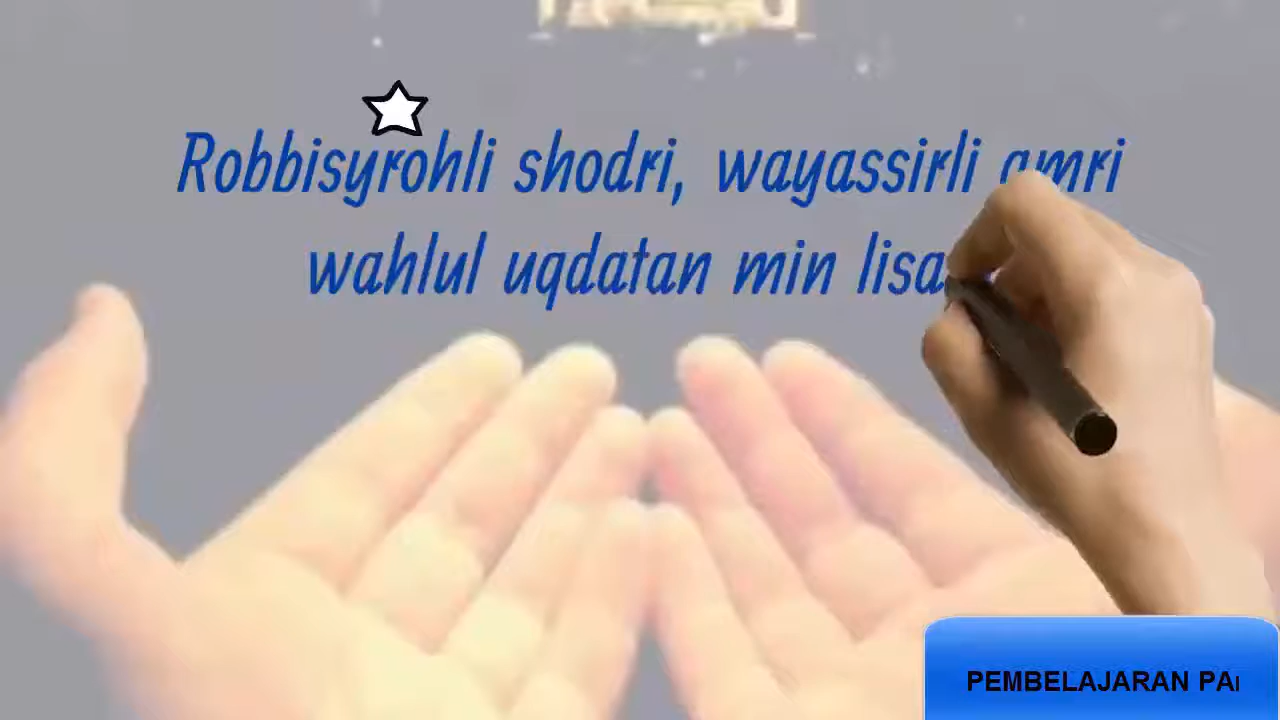 Robbisyrohli shodri, wayassirli amri
wahlul uqdatan min lisa
PEMBELAJARAN PA